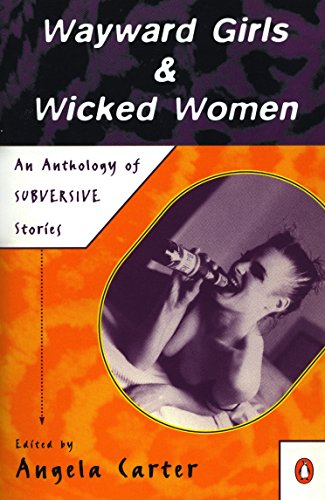 Wayward Girls
&
Wicked Women
An Anthology of
SUBVERSIVE
Stories
Edited by
Angela Carter